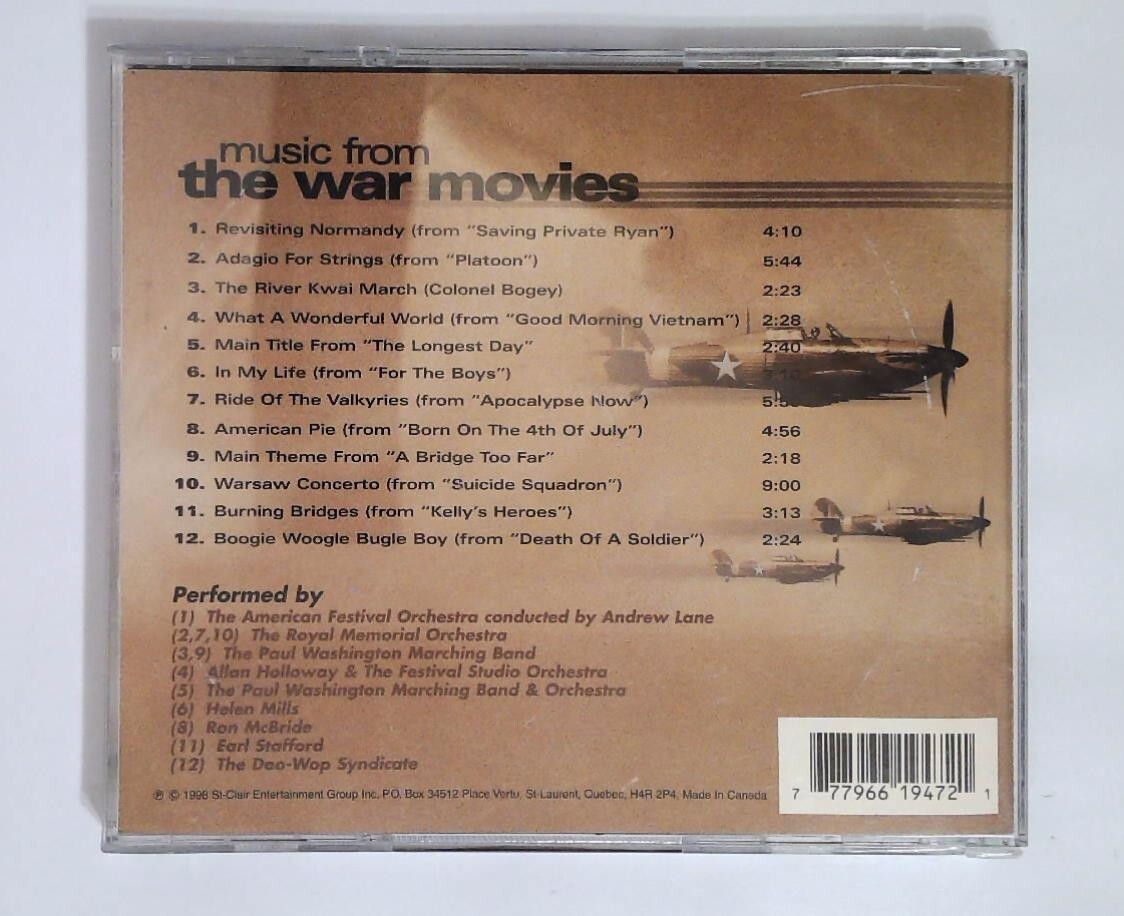 music from
the war movies
1. Revisiting Normandy (from "Saving Private Ryan") 4:10
2. Adagio For Strings (from "Platoon") 5:44
3. The River Kwai March (Colonel Bogey) 2:23
4. What A Wonderful World (from "Good Morning Vietnam") 2:28
5. Main Title From "The Longest Day" 2:40
6. In My Life (from "For The Boys")
7. Ride Of The Valkyries (from "Apocalypse Now")
8. American Pie (from "Born On The 4th Of July") 4:56
9. Main Theme From "A Bridge Too Far" 2:18
10. Warsaw Concerto (from "Suicide Squadron") 9:00
11. Burning Bridges (from "Kelly's Heroes") 3:13
12. Boogie Woogle Bugle Boy (from "Death Of A Soldier") 2:24
Performed by
(1) The American Festival Orchestra conducted by Andrew Lane
(2,7,10) The Royal Memorial Orchestra
(3,9) The Paul Washington Marching Band
(4) Allan Holloway & The Festival Studio Orchestra
(5) The Paul Washington Marching Band & Orchestra
(6) Helen Mills
(8) Ron McBride
(11) Earl Stafford
(12) The Doo-Wop Syndicate
℗ © 1998 St-Clair Entertainment Group Inc. P.O. Box 34512 Place Vertu, St-Laurent, Quebec, H4R 2P4, Made In Canada
7 77966 19472 1